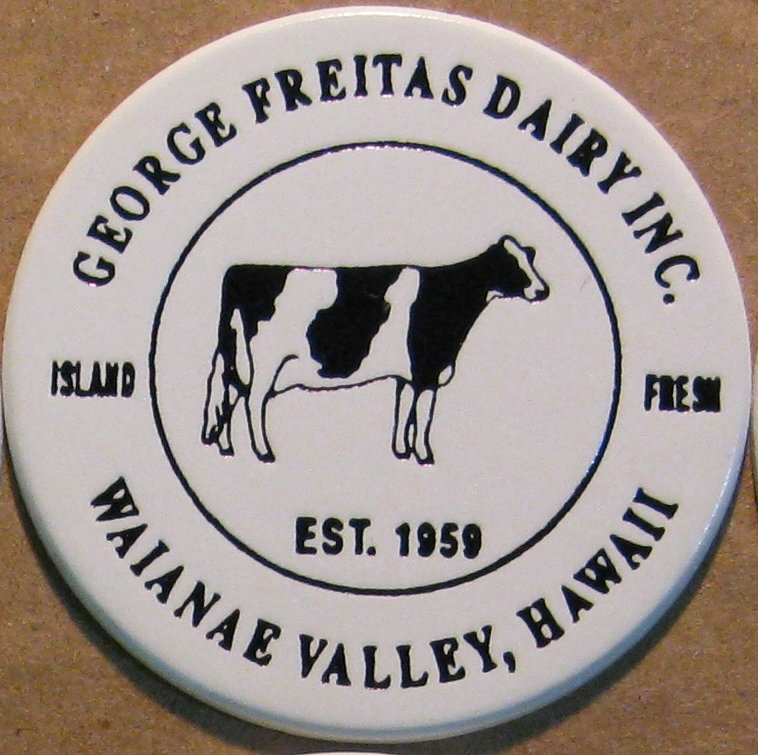 GEORGE FREITAS DAIRY INC.
ISLAND
FRESH
EST. 1959
WAIANAE VALLEY, HAWAII